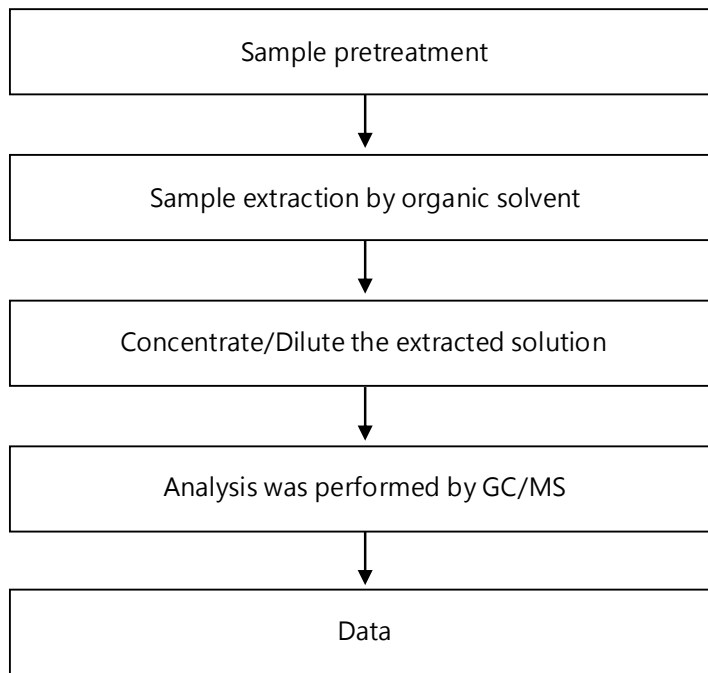 Sample pretreatment
Sample extraction by organic solvent
Concentrate/Dilute the extracted solution
Analysis was performed by GC/MS
Data